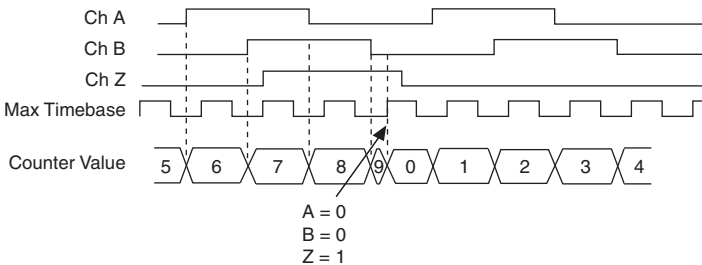 Ch A
Ch B
Ch Z
Max Timebase
Counter Value 5 6 7 8 9 0 1 2 3 4
A = 0
B = 0
Z = 1